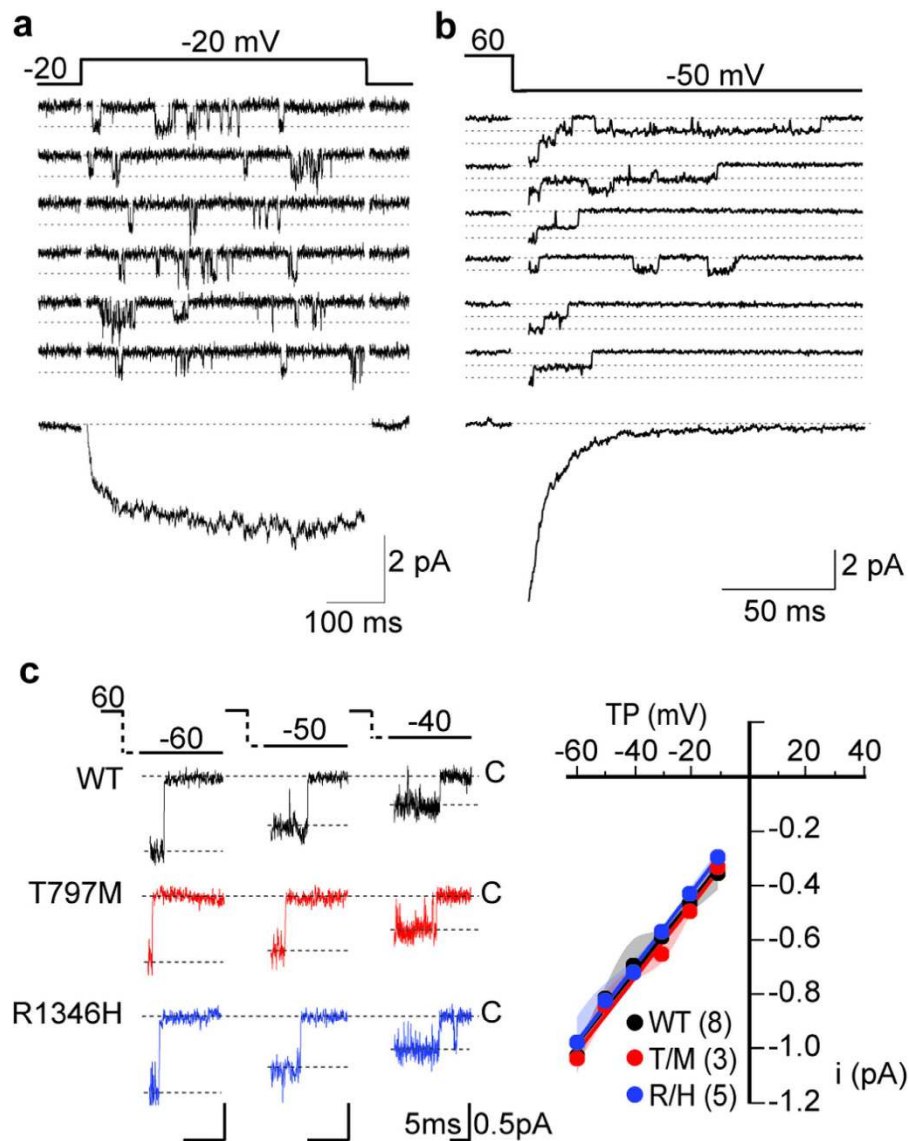 a
b
-20 mV
-20
60
-50 mV
2 pA
100 ms
2 pA
50 ms
c
60
-60
-50
-40
WT
C
T797M
C
R1346H
C
5ms
0.5pA
TP (mV)
-60 -40 -20 20 40
-0.2
-0.4
-0.6
-0.8
-1.0
-1.2
i (pA)
WT (8)
T/M (3)
R/H (5)